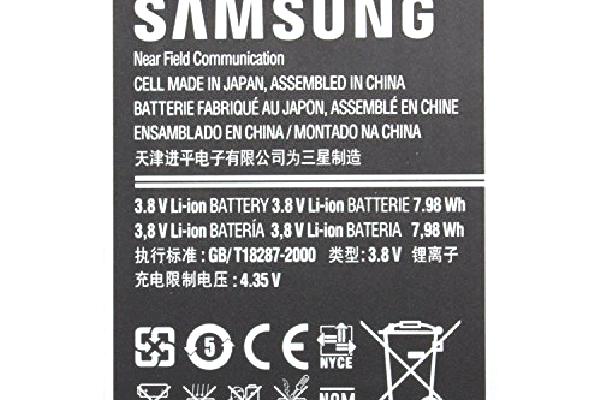 SAMSUNG
Near Field Communication
CELL MADE IN JAPAN, ASSEMBLED IN CHINA
BATTERIE FABRIQUÉ AU JAPON, ASSEMBLÉ EN CHINE
ENSAMBLADO EN CHINA / MONTADO NA CHINA
天津进平电子有限公司为三星制造
3.8 V Li-ion BATTERY 3.8 V Li-ion BATTERIE 7.98 Wh
3,8 V Li-ion BATERÍA 3,8 V Li-ion BATERIA 7,98 Wh
执行标准 : GB/T18287-2000 类型: 3.8 V 锂离子
充电限制电压 : 4.35 V
5 CE NYCE
NOM